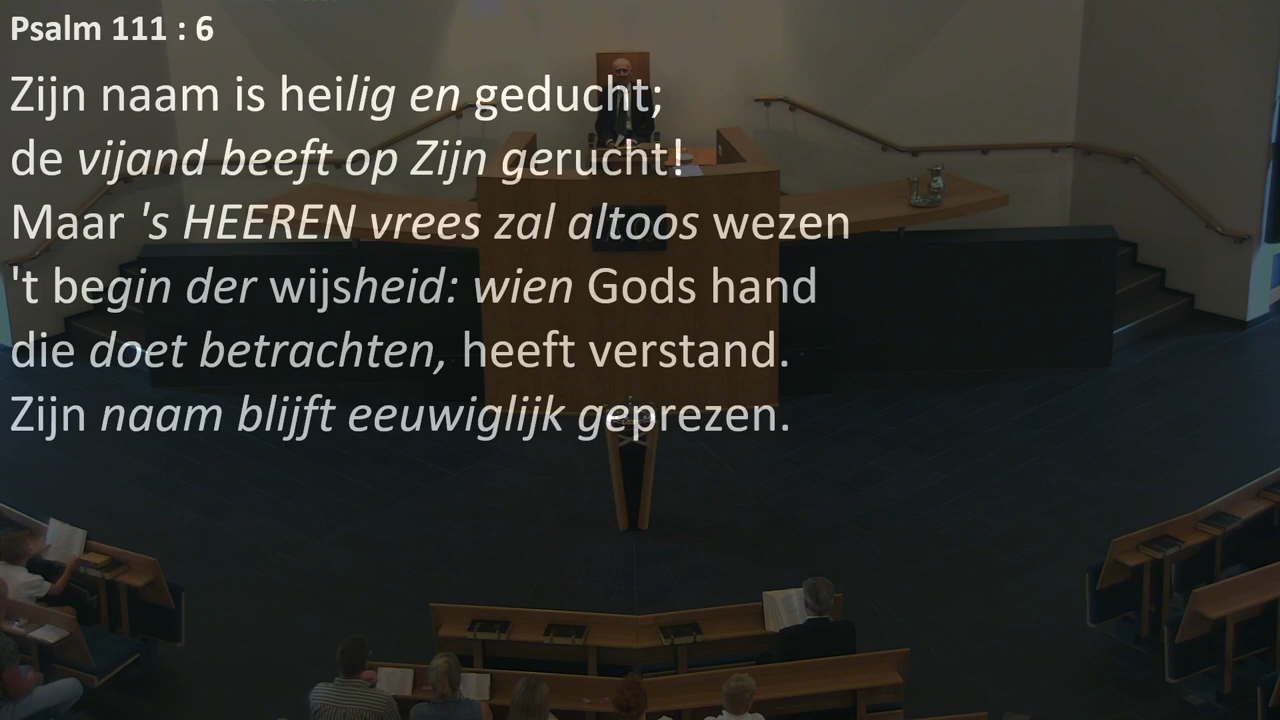 Psalm 111 : 6
Zijn naam is heilig en geducht;
de vijand beeft op Zijn gerucht!
Maar 's HEEREN vrees zal altoos wezen
't begin der wijsheid: wien Gods hand
die doet betrachten, heeft verstand.
Zijn naam blijft eeuwiglijk geprezen.